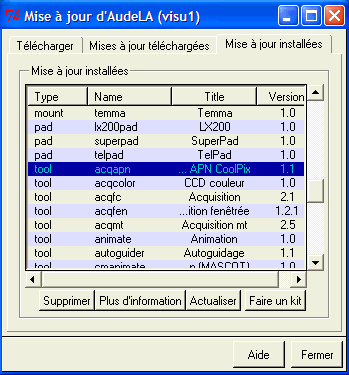 Mise à jour d'AudeLA (visu1)
Télécharger Mises à jour téléchargées Mise à jour installées
Mise à jour installées
Type Name Title Version
mount temma Temma 1.0
pad lx200pad LX200 1.0
pad superpad SuperPad 1.0
pad telpad TelPad 1.0
tool acqapn ... APN CoolPix 1.1
tool acqcolor CCD couleur 1.0
tool acqfc Acquisition 2.1
tool acqfen ...ition fenêtrée 1.2.1
tool acqmt Acquisition mt 2.5
tool animate Animation 1.0
tool autoguider Autoguidage 1.1
tool cmanimate n (MASCOT) 1.0
Supprimer Plus d'information Actualiser Faire un kit
Aide Fermer